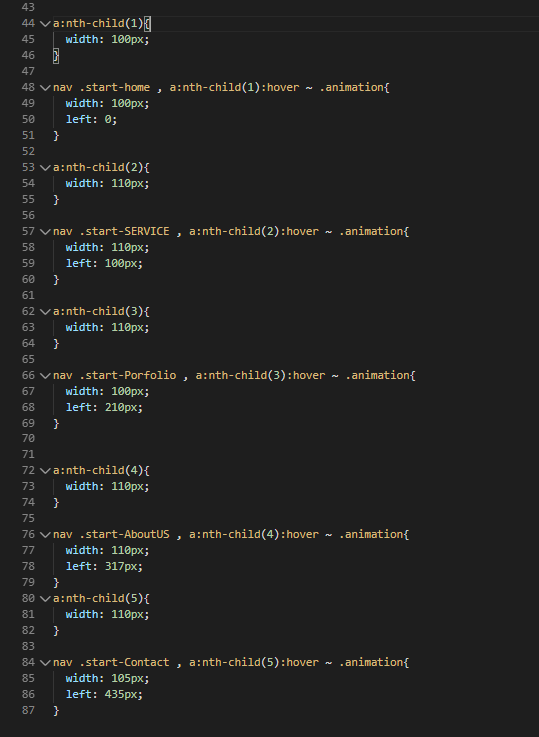 43
44 a:nth-child(1){
45 width: 100px;
46 }
47
48 nav .start-home , a:nth-child(1):hover ~ .animation{
49 width: 100px;
50 left: 0;
51 }
52
53 a:nth-child(2){
54 width: 110px;
55 }
56
57 nav .start-SERVICE , a:nth-child(2):hover ~ .animation{
58 width: 110px;
59 left: 100px;
60 }
61
62 a:nth-child(3){
63 width: 110px;
64 }
65
66 nav .start-Porfolio , a:nth-child(3):hover ~ .animation{
67 width: 100px;
68 left: 210px;
69 }
70
71
72 a:nth-child(4){
73 width: 110px;
74 }
75
76 nav .start-AboutUS , a:nth-child(4):hover ~ .animation{
77 width: 110px;
78 left: 317px;
79 }
80 a:nth-child(5){
81 width: 110px;
82 }
83
84 nav .start-Contact , a:nth-child(5):hover ~ .animation{
85 width: 105px;
86 left: 435px;
87 }